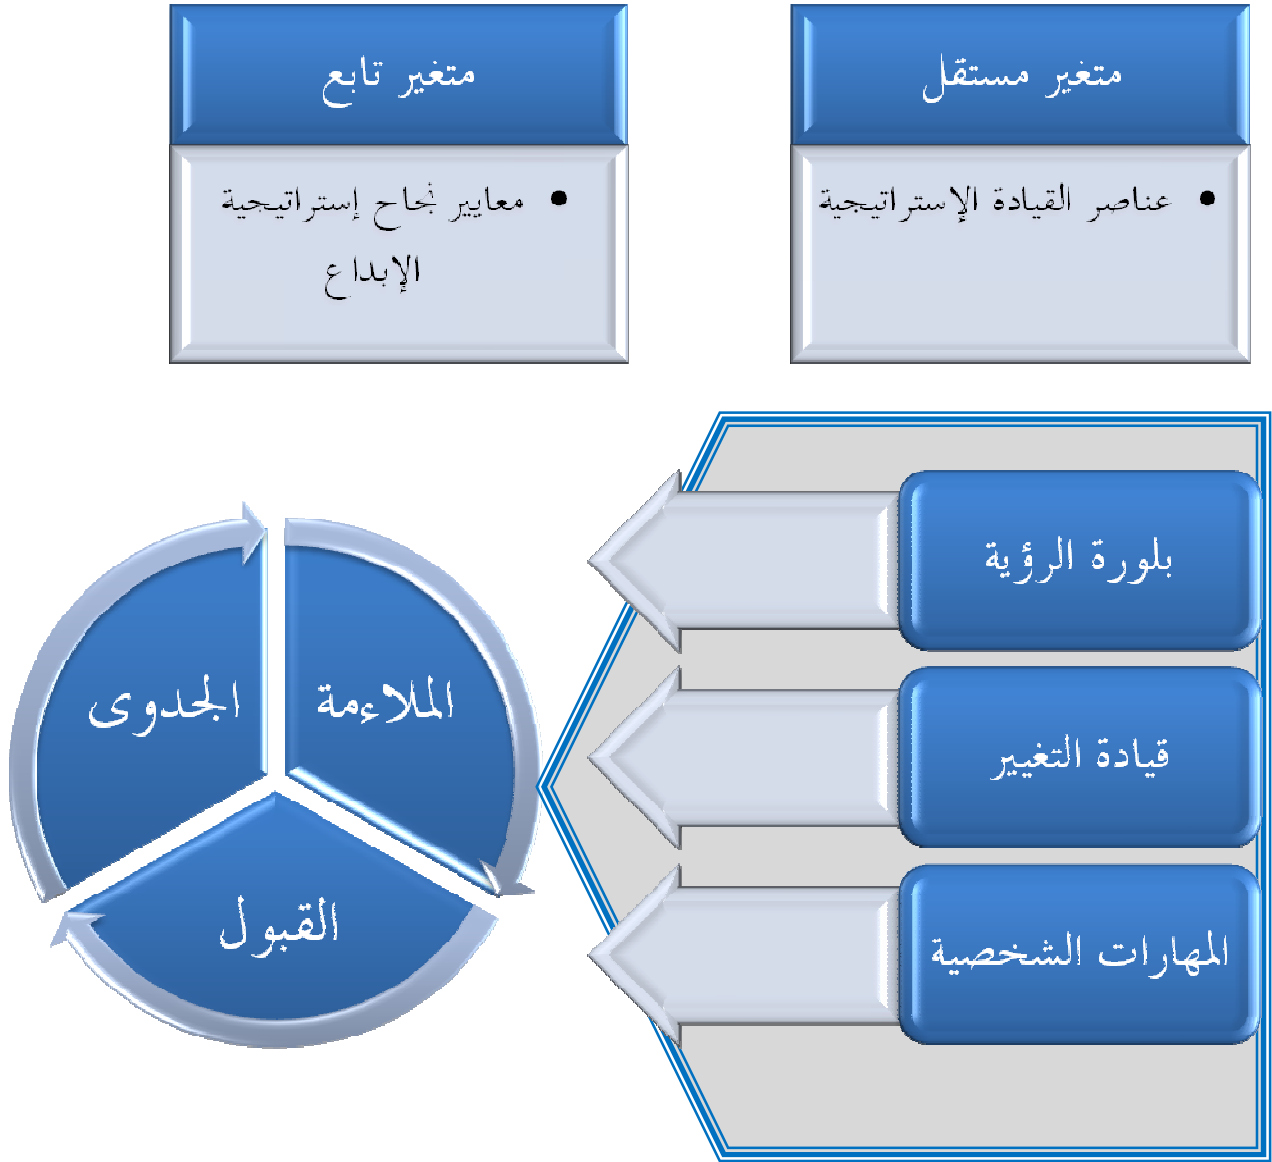 متغير مستقل
• عناصر القيادة الإستراتيجية
متغير تابع
• معايير نجاح إستراتيجية
الإبداع
بلورة الرؤية
قيادة التغيير
المهارات الشخصية
الملاءمة
الجدوى
القبول